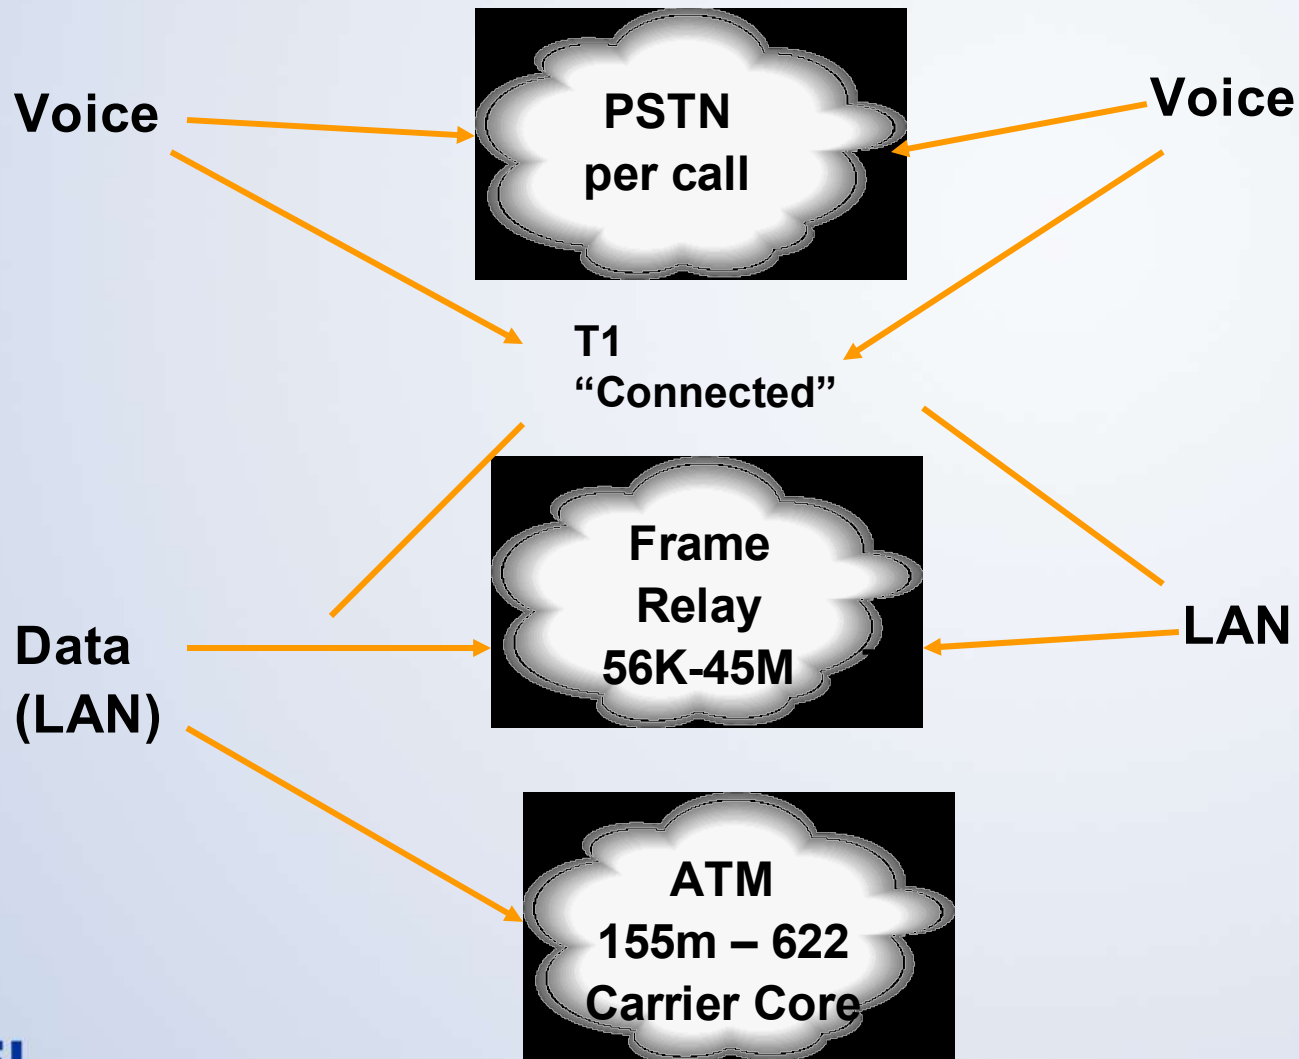 Voice
PSTN
per call
Voice
T1
“Connected”
Frame
Relay
56K-45M
Data
(LAN)
LAN
ATM
155m – 622
Carrier Core